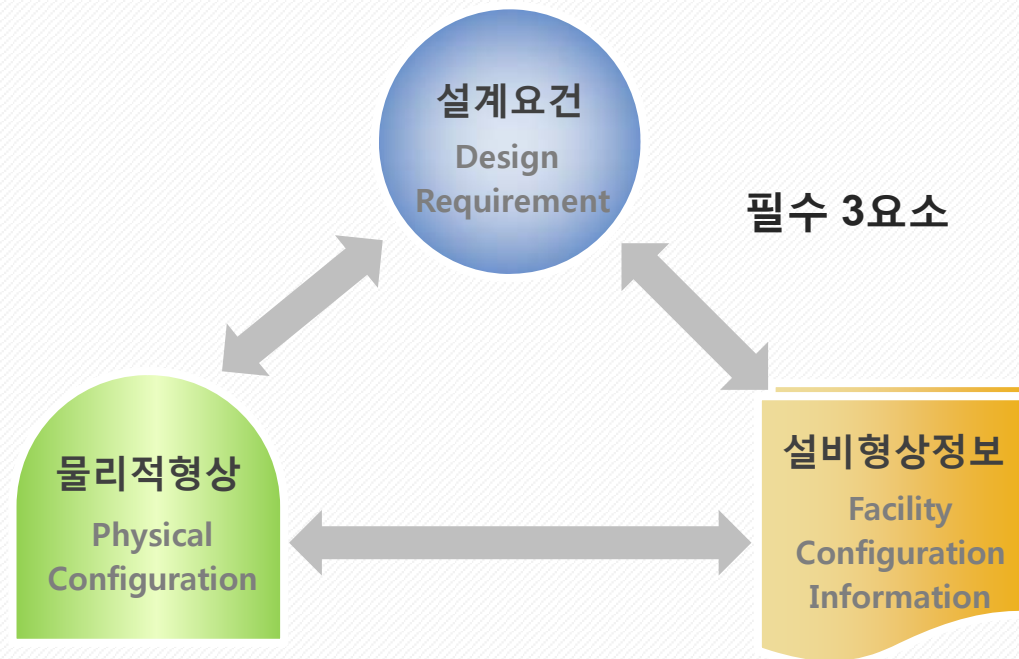 설계요건
Design
Requirement
필수 3요소
물리적형상
Physical
Configuration
설비형상정보
Facility
Configuration
Information